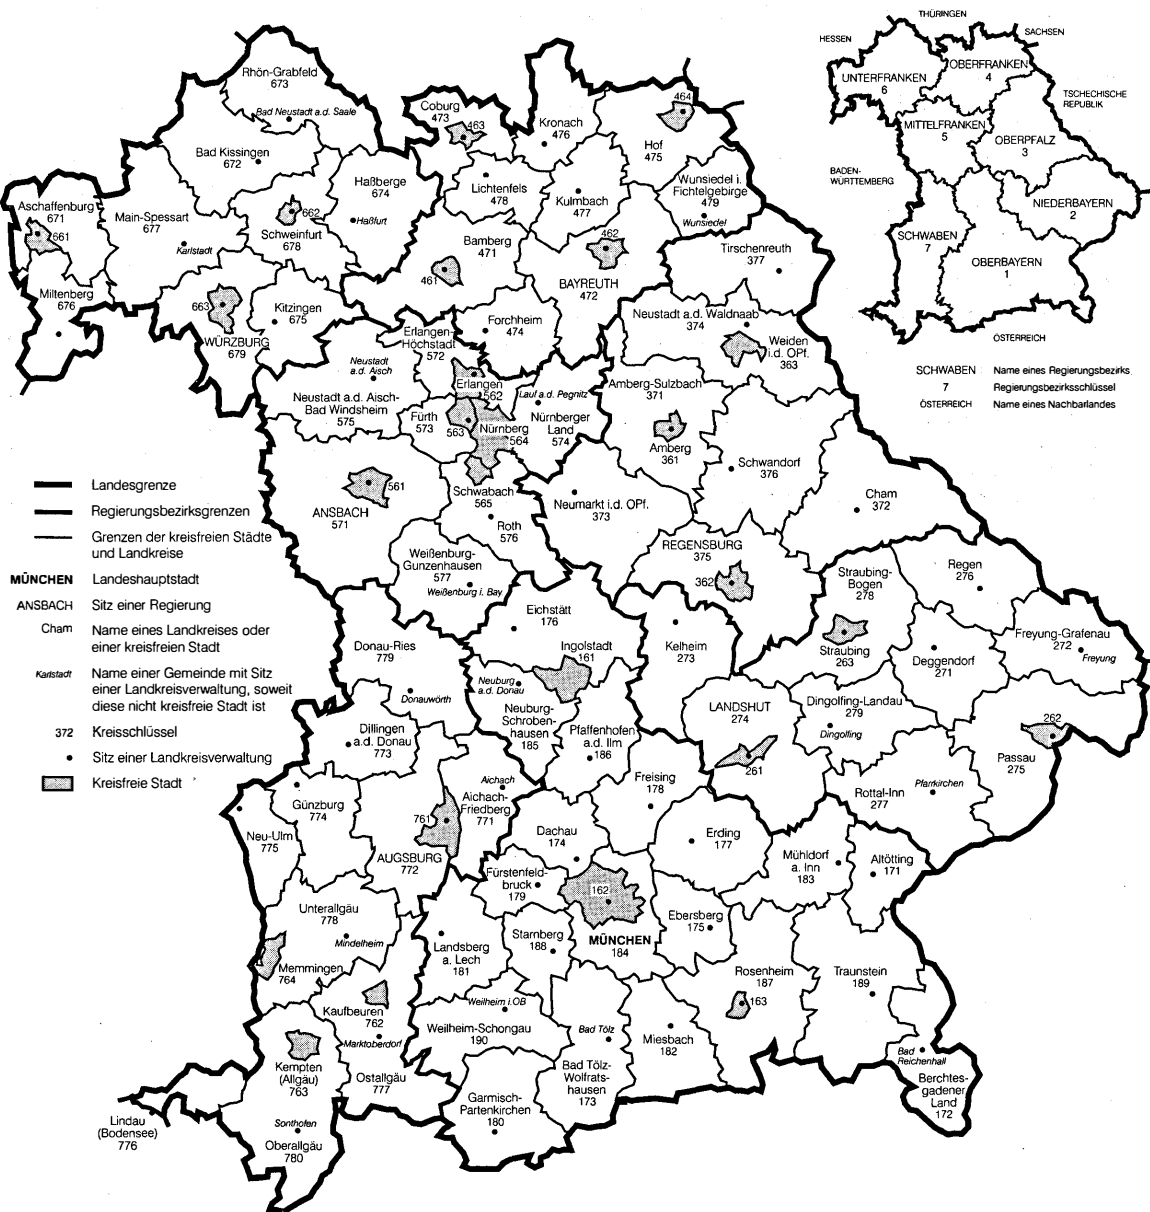 THÜRINGEN
HESSEN
SACHSEN
OBERFRANKEN
4
UNTERFRANKEN
6
TSCHECHISCHE
REPUBLIK
MITTELFRANKEN
5
OBERPFALZ
3
BADEN-
WÜRTTEMBERG
NIEDERBAYERN
2
SCHWABEN
7
OBERBAYERN
1
ÖSTERREICH
SCHWABEN Name eines Regierungsbezirks
7 Regierungsbezirksschlüssel
ÖSTERREICH Name eines Nachbarlandes
Rhön-Grabfeld
673
Bad Neustadt a.d. Saale
Bad Kissingen
672
Coburg
473
463
Kronach
476
464
Hof
475
Haßberge
674
Haßfurt
Lichtenfels
478
Kulmbach
477
Wunsiedel i.
Fichtelgebirge
479
Wunsiedel
Aschaffenburg
671
661
Main-Spessart
677
Karlstadt
662
Schweinfurt
678
Bamberg
471
461
462
BAYREUTH
472
Tirschenreuth
377
Miltenberg
676
663
WÜRZBURG
679
Kitzingen
675
Forchheim
474
Neustadt a.d. Waldnaab
374
Weiden
i.d. OPf.
363
Erlangen-
Höchstadt
572
Neustadt
a.d. Aisch
Neustadt a.d. Aisch-
Bad Windsheim
575
Erlangen
562
Lauf a.d. Pegnitz
Fürth
573
563
Nürnberg
564
Nürnberger
Land
574
Amberg-Sulzbach
371
Amberg
361
Schwandorf
376
Cham
372
561
ANSBACH
571
Schwabach
565
Roth
576
Neumarkt i.d. OPf.
373
Weißenburg-
Gunzenhausen
577
Weißenburg i. Bay.
REGENSBURG
375
362
Straubing-
Bogen
278
Regen
276
Landesgrenze
Regierungsbezirksgrenzen
Grenzen der kreisfreien Städte
und Landkreise
MÜNCHEN Landeshauptstadt
ANSBACH Sitz einer Regierung
Cham Name eines Landkreises oder
einer kreisfreien Stadt
Karlstadt Name einer Gemeinde mit Sitz
einer Landkreisverwaltung, soweit
diese nicht kreisfreie Stadt ist
372 Kreisschlüssel
Sitz einer Landkreisverwaltung
Kreisfreie Stadt
Eichstätt
176
Ingolstadt
161
Kelheim
273
Straubing
263
Deggendorf
271
Freyung-Grafenau
272
Freyung
Donau-Ries
779
Donauwörth
Neuburg
a.d. Donau
Neuburg-
Schroben-
hausen
185
Pfaffenhofen
a.d. Ilm
186
LANDSHUT
274
261
Dingolfing-Landau
279
Dingolfing
262
Passau
275
Dillingen
a.d. Donau
773
Aichach
Aichach-
Friedberg
771
Freising
178
Rottal-Inn
277
Pfarrkirchen
Günzburg
774
Neu-Ulm
775
761
AUGSBURG
772
Dachau
174
Erding
177
Mühldorf
a. Inn
183
Altötting
171
Fürstenfeld-
bruck
179
162
MÜNCHEN
184
Ebersberg
175
Unterallgäu
778
Mindelheim
Landsberg
a. Lech
181
Starnberg
188
Memmingen
764
Rosenheim
187
163
Traunstein
189
Kaufbeuren
762
Marktoberdorf
Weilheim i.OB
Weilheim-Schongau
190
Bad Tölz
Bad Tölz-
Wolfrats-
hausen
173
Miesbach
182
Bad
Reichenhall
Berchtes-
gadener
Land
172
Kempten
(Allgäu)
763
Ostallgäu
777
Garmisch-
Partenkirchen
180
Lindau
(Bodensee)
776
Sonthofen
Oberallgäu
780